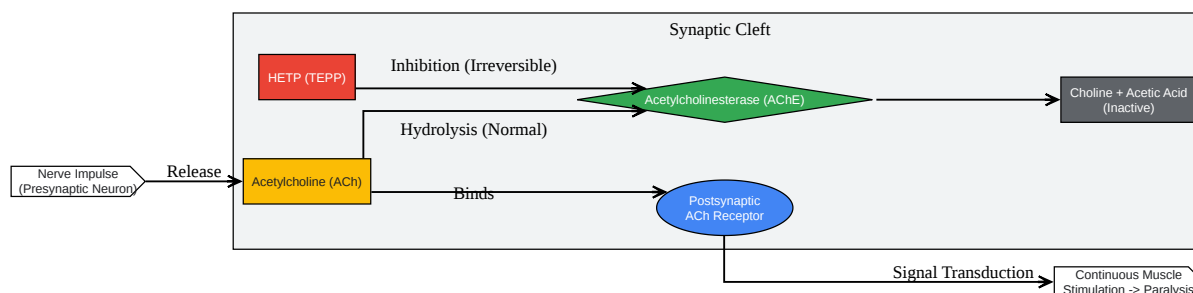 Synaptic Cleft
HETP (TEPP)
Inhibition (Irreversible)
Acetylcholinesterase (AChE)
Choline + Acetic Acid
(Inactive)
Hydrolysis (Normal)
Nerve Impulse
(Presynaptic Neuron)
Release
Acetylcholine (ACh)
Binds
Postsynaptic
ACh Receptor
Signal Transduction
Continuous Muscle
Stimulation -> Paralysis